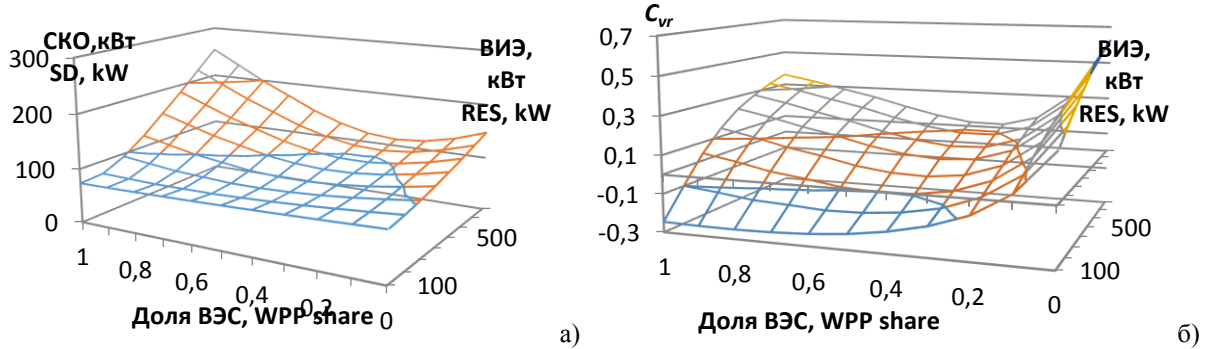 СКО,кВт
SD, kW
300
200
100
0
1
0,8
0,6
0,4
0,2
0
100
500
ВИЭ,
кВт
RES, kW
Доля ВЭС, WPP share
а)
Cvr
0,7
0,5
0,3
0,1
-0,1
-0,3
1
0,8
0,6
0,4
0,2
0
100
500
ВИЭ,
кВт
RES, kW
Доля ВЭС, WPP share
б)